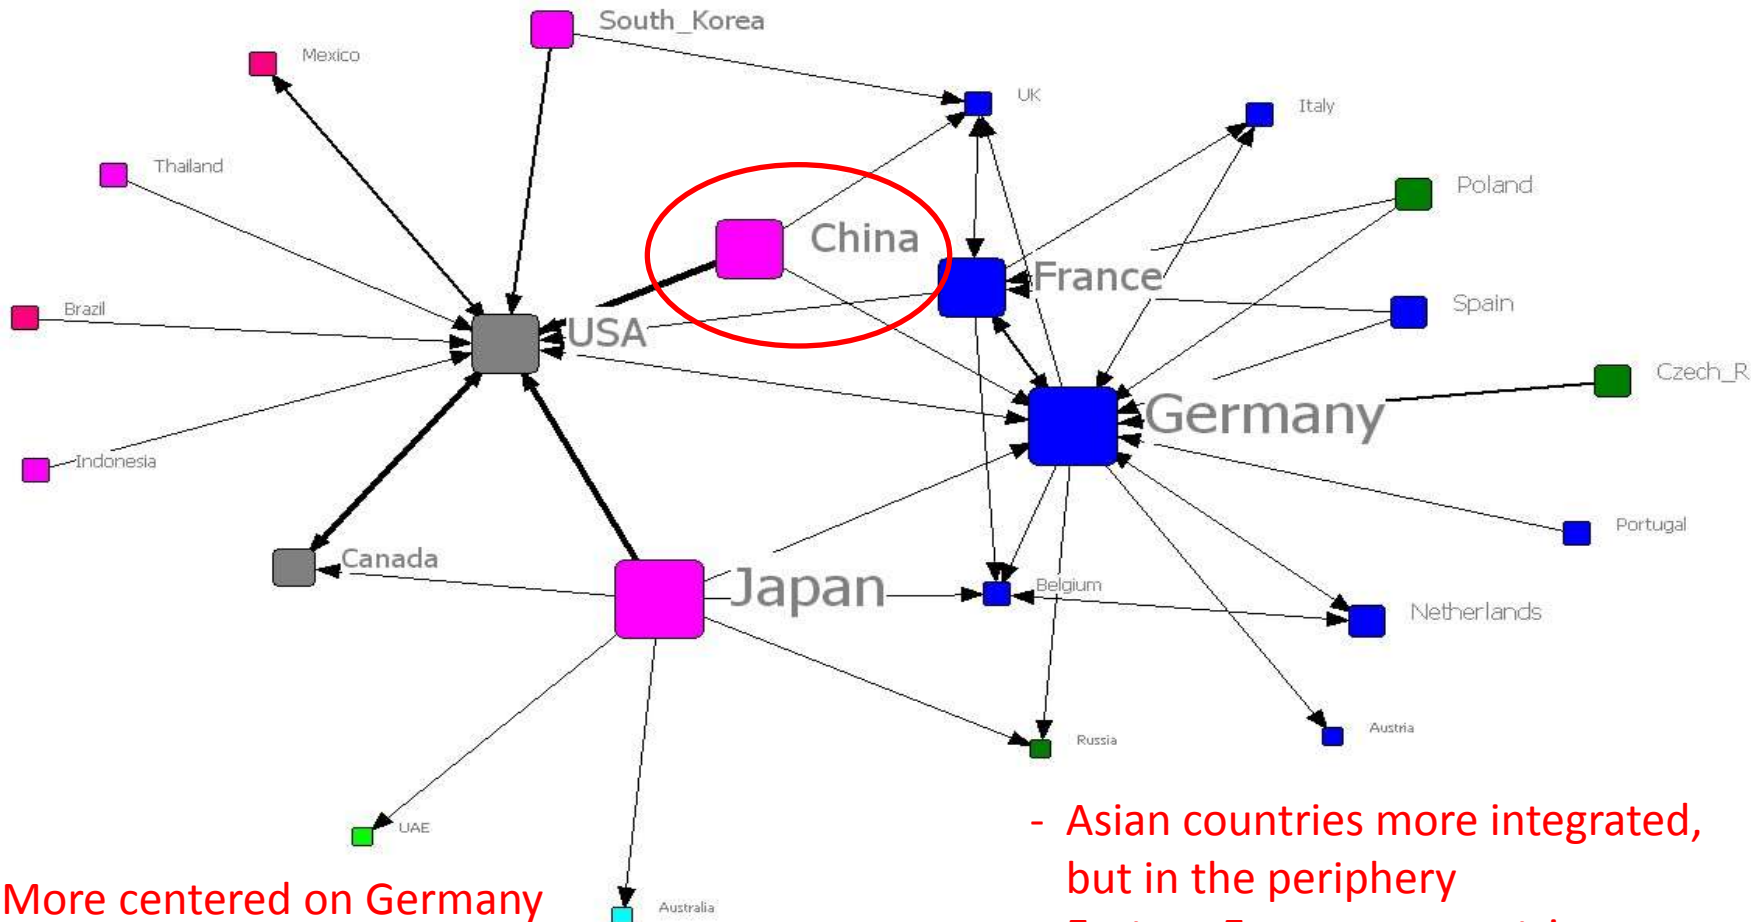 South_Korea
Mexico
UK
Italy
Thailand
Poland
China
France
Brazil
Spain
USA
Czech_R
Germany
Indonesia
Portugal
Canada
Japan
Belgium
Netherlands
Austria
Russia
UAE
- Asian countries more integrated,
but in the periphery
More centered on Germany
Australia